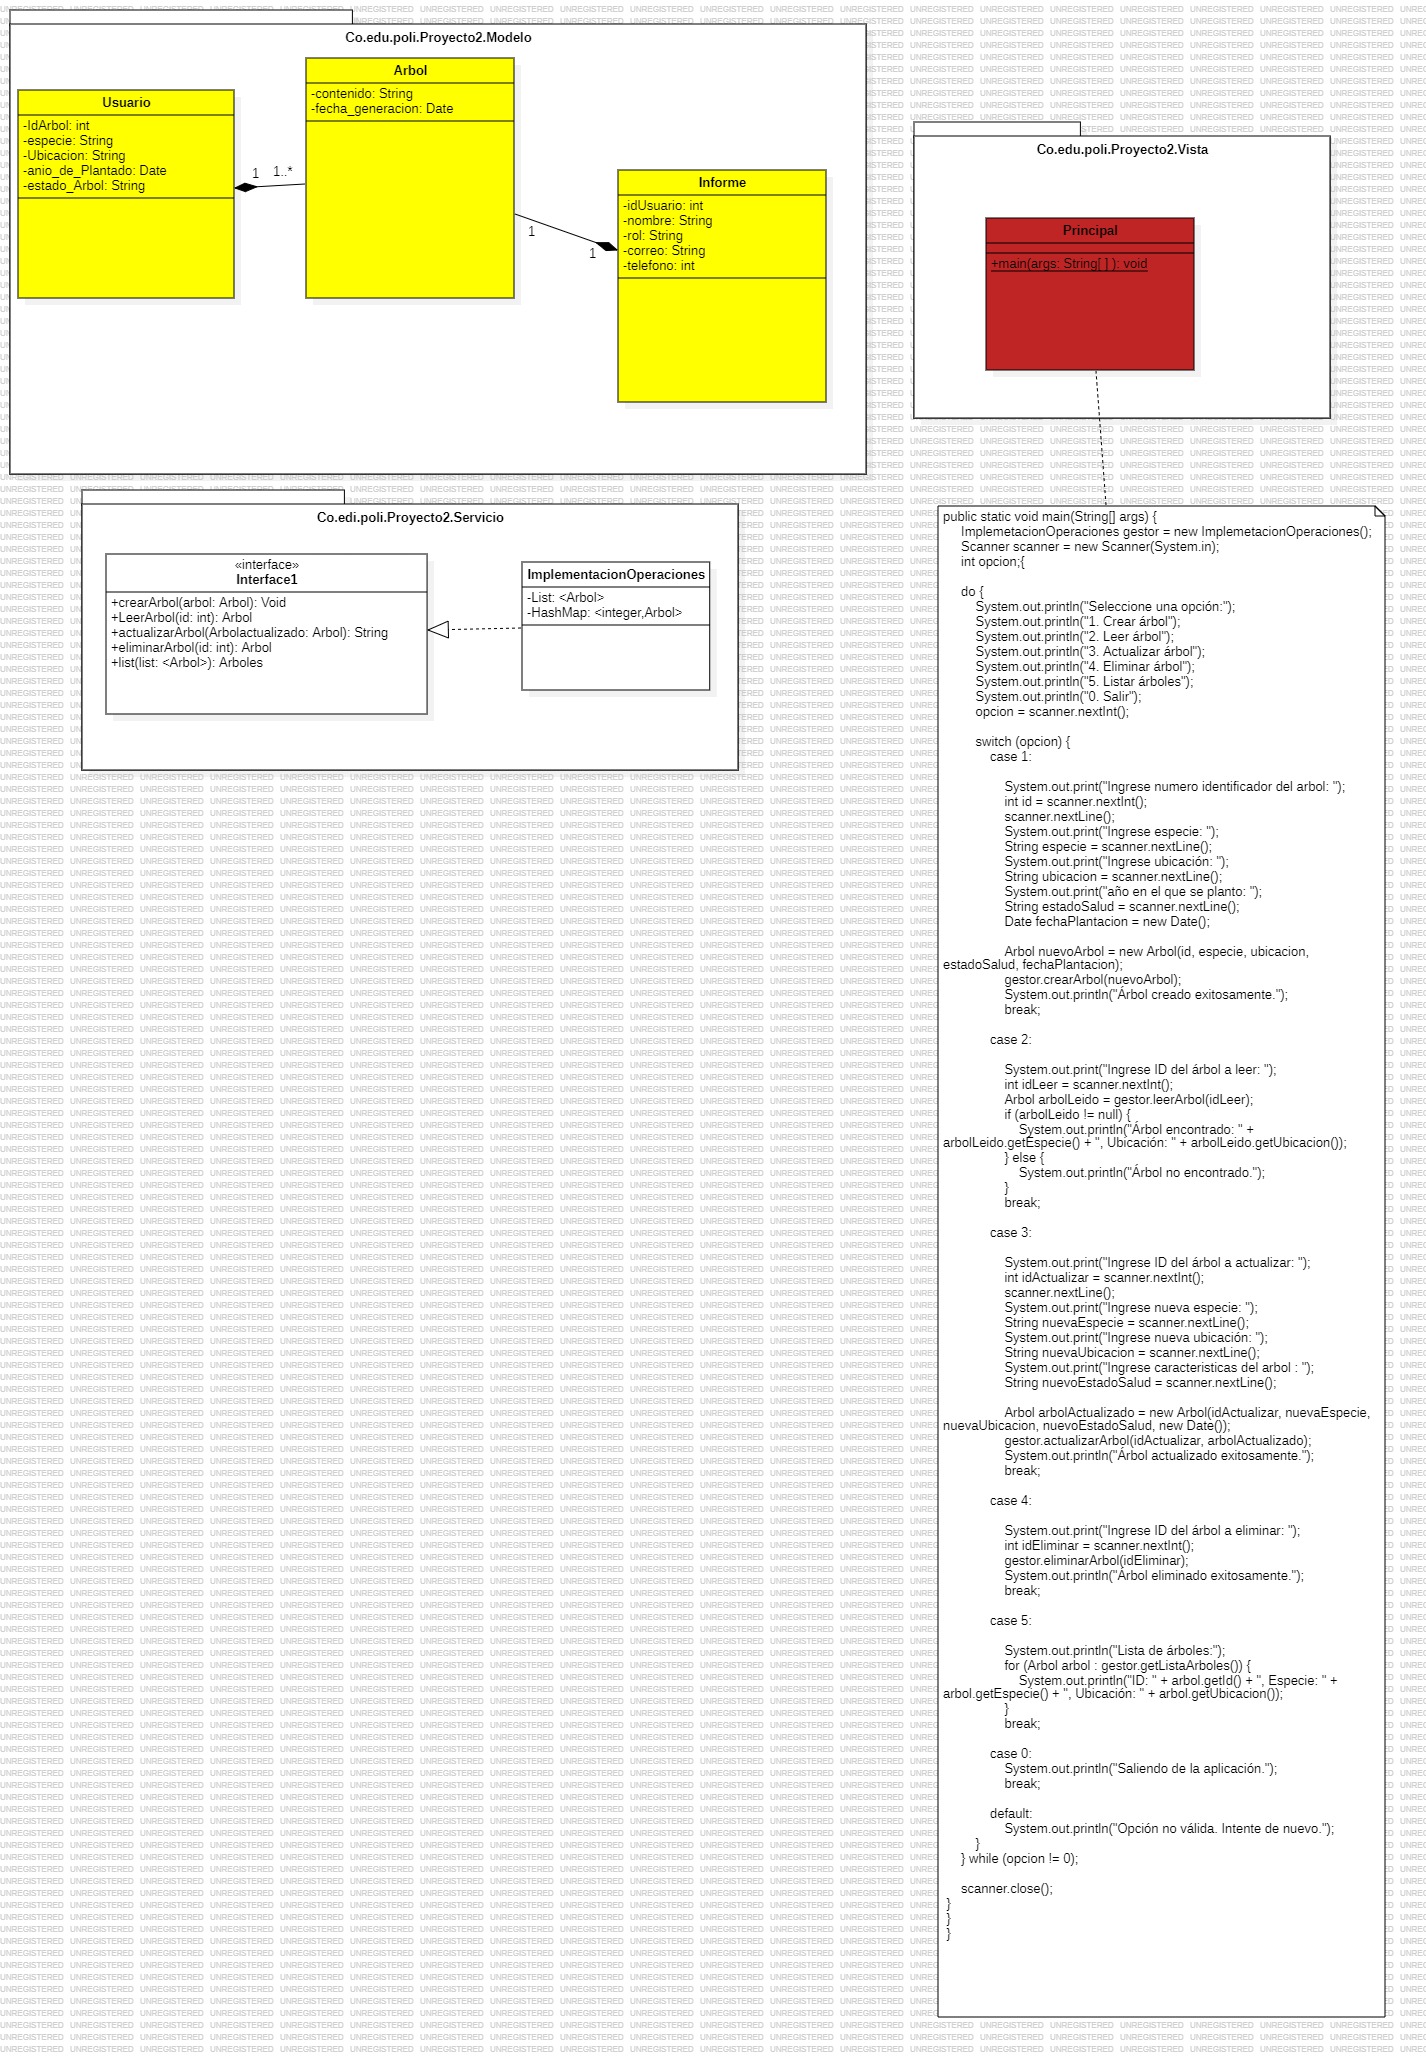 Co.edu.poli.Proyecto2.Modelo
Usuario
-IdArbol: int
-especie: String
-Ubicacion: String
-anio_de_Plantado: Date
-estado_Arbol: String
1
1..*
Arbol
-contenido: String
-fecha_generacion: Date
1
1
Informe
-idUsuario: int
-nombre: String
-rol: String
-correo: String
-telefono: int
Co.edu.poli.Proyecto2.Vista
Principal
+main(args: String[ ] ): void
Co.edi.poli.Proyecto2.Servicio
«interface»
Interface1
+crearArbol(arbol: Arbol): Void
+LeerArbol(id: int): Arbol
+actualizarArbol(Arbolactualizado: Arbol): String
+eliminarArbol(id: int): Arbol
+list(list: <Arbol>): Arboles
ImplementacionOperaciones
-List: <Arbol>
-HashMap: <integer,Arbol>
public static void main(String[] args) {
ImplemetacionOperaciones gestor = new ImplemetacionOperaciones();
Scanner scanner = new Scanner(System.in);
int opcion;{
do {
System.out.println("Seleccione una opción:");
System.out.println("1. Crear árbol");
System.out.println("2. Leer árbol");
System.out.println("3. Actualizar árbol");
System.out.println("4. Eliminar árbol");
System.out.println("5. Listar árboles");
System.out.println("0. Salir");
opcion = scanner.nextInt();
switch (opcion) {
case 1:
System.out.print("Ingrese numero identificador del arbol: ");
int id = scanner.nextInt();
scanner.nextLine();
System.out.print("Ingrese especie: ");
String especie = scanner.nextLine();
System.out.print("Ingrese ubicación: ");
String ubicacion = scanner.nextLine();
System.out.print("año en el que se planto: ");
String estadoSalud = scanner.nextLine();
Date fechaPlantacion = new Date();
Arbol nuevoArbol = new Arbol(id, especie, ubicacion,
estadoSalud, fechaPlantacion);
gestor.crearArbol(nuevoArbol);
System.out.println("Árbol creado exitosamente.");
break;
case 2:
System.out.print("Ingrese ID del árbol a leer: ");
int idLeer = scanner.nextInt();
Arbol arbolLeido = gestor.leerArbol(idLeer);
if (arbolLeido != null) {
System.out.println("Árbol encontrado: " +
arbolLeido.getEspecie() + ", Ubicación: " + arbolLeido.getUbicacion());
} else {
System.out.println("Árbol no encontrado.");
}
break;
case 3:
System.out.print("Ingrese ID del árbol a actualizar: ");
int idActualizar = scanner.nextInt();
scanner.nextLine();
System.out.print("Ingrese nueva especie: ");
String nuevaEspecie = scanner.nextLine();
System.out.print("Ingrese nueva ubicación: ");
String nuevaUbicacion = scanner.nextLine();
System.out.print("Ingrese caracteristicas del arbol : ");
String nuevoEstadoSalud = scanner.nextLine();
Arbol arbolActualizado = new Arbol(idActualizar, nuevaEspecie,
nuevaUbicacion, nuevoEstadoSalud, new Date());
gestor.actualizarArbol(idActualizar, arbolActualizado);
System.out.println("Árbol actualizado exitosamente.");
break;
case 4:
System.out.print("Ingrese ID del árbol a eliminar: ");
int idEliminar = scanner.nextInt();
gestor.eliminarArbol(idEliminar);
System.out.println("Árbol eliminado exitosamente.");
break;
case 5:
System.out.println("Lista de árboles:");
for (Arbol arbol : gestor.getListaArboles()) {
System.out.println("ID: " + arbol.getId() + ", Especie: " +
arbol.getEspecie() + ", Ubicación: " + arbol.getUbicacion());
}
break;
case 0:
System.out.println("Saliendo de la aplicación.");
break;
default:
System.out.println("Opción no válida. Intente de nuevo.");
}
} while (opcion != 0);
scanner.close();
}
}
}
UNREGISTERED